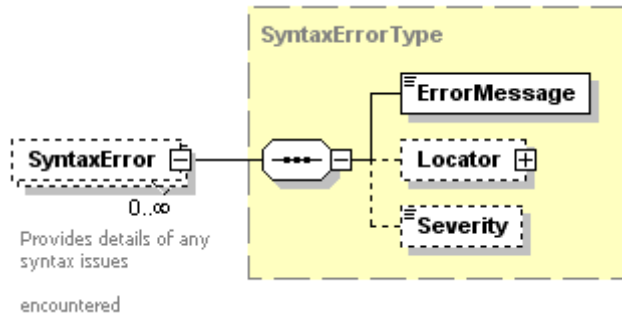 SyntaxErrorType
ErrorMessage
SyntaxError
Locator
0..∞
Severity
Provides details of any
syntax issues
encountered